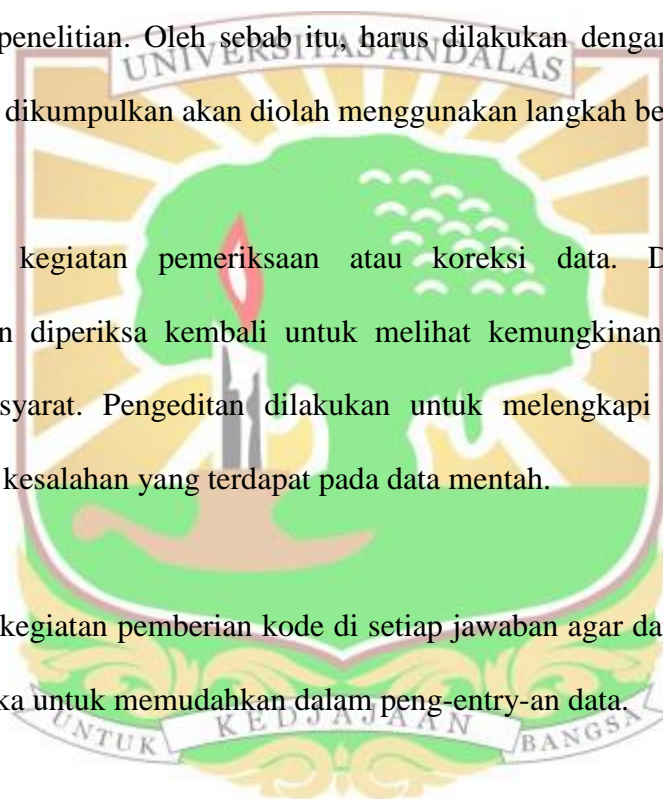 penelitian. Oleh sebab itu, harus dilakukan dengan
UNIVERSITAS ANDALAS
dikumpulkan akan diolah menggunakan langkah be
kegiatan pemeriksaan atau koreksi data. D
n diperiksa kembali untuk melihat kemungkinan
syarat. Pengeditan dilakukan untuk melengkapi
kesalahan yang terdapat pada data mentah.
kegiatan pemberian kode di setiap jawaban agar da
ka untuk memudahkan dalam peng-entry-an data.
UNTUK KEDJAJAAN BANGSA